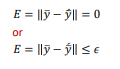 E = ‖ȳ − ŷ‖ = 0
or
E = ‖ȳ − ŷ‖ ≤ ϵ